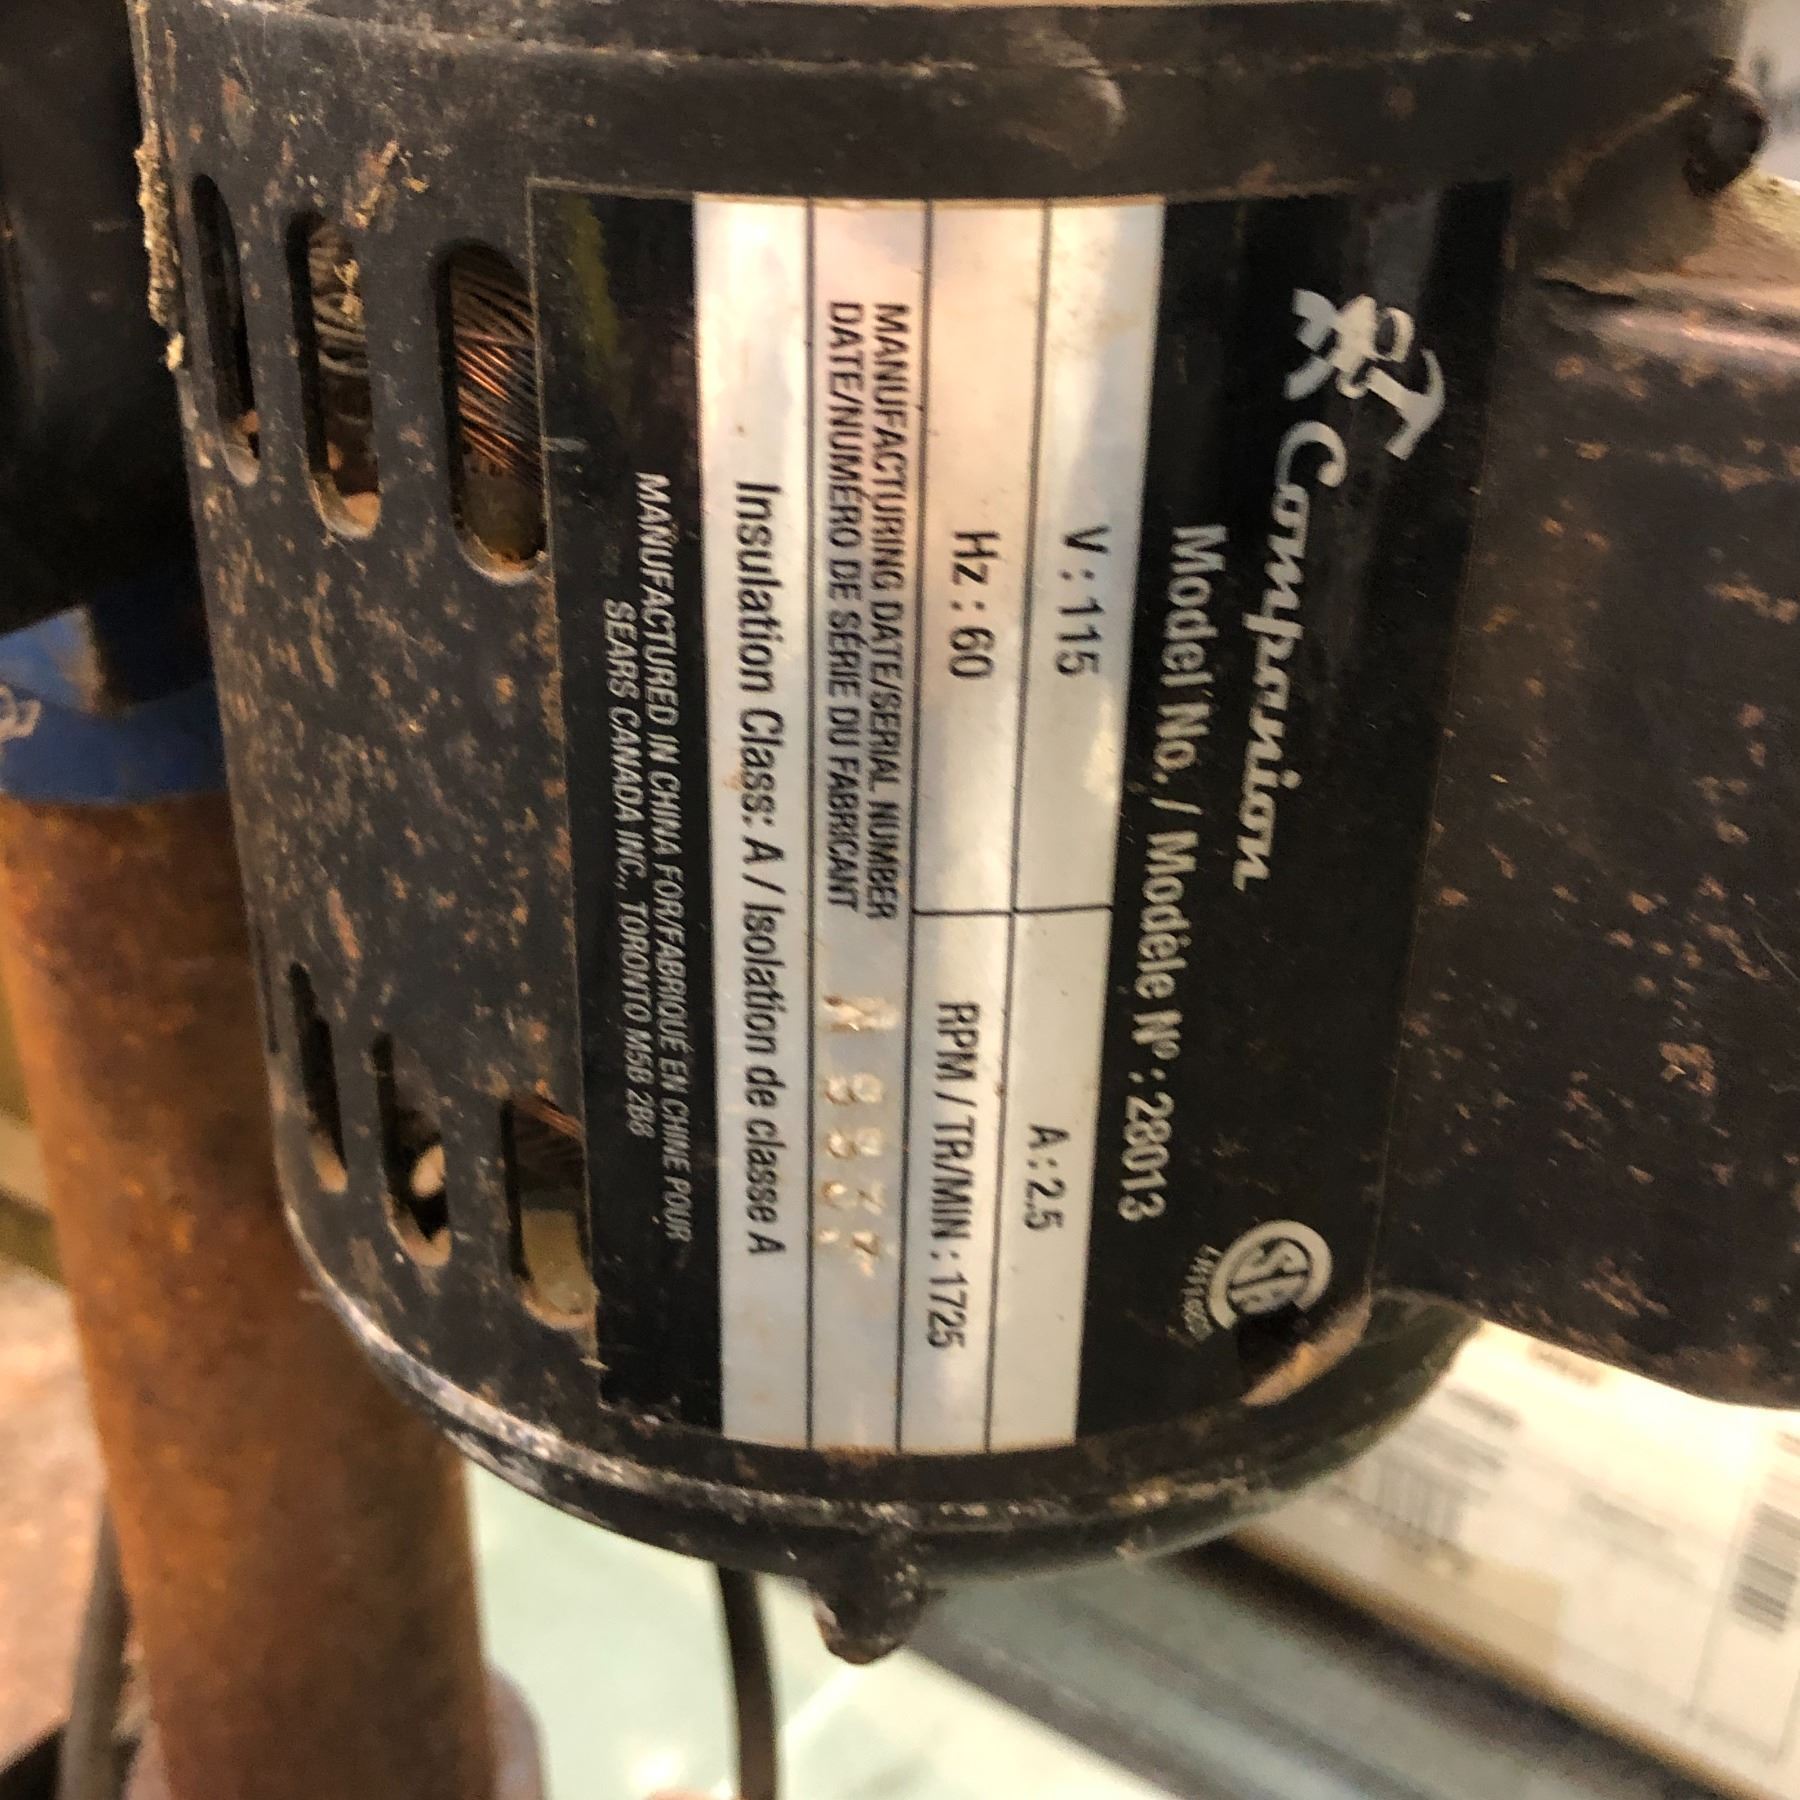 Companion
Model No. / Modèle Nº : 28013
V : 115
A : 2.5
Hz : 60
RPM / TR/MIN : 1725
MANUFACTURING DATE/SERIAL NUMBER
DATE/NUMÉRO DE SÉRIE DU FABRICANT
Insulation Class: A / Isolation de classe A
MANUFACTURED IN CHINA FOR/FABRIQUÉ EN CHINE POUR
SEARS CANADA INC., TORONTO M5B 2B8